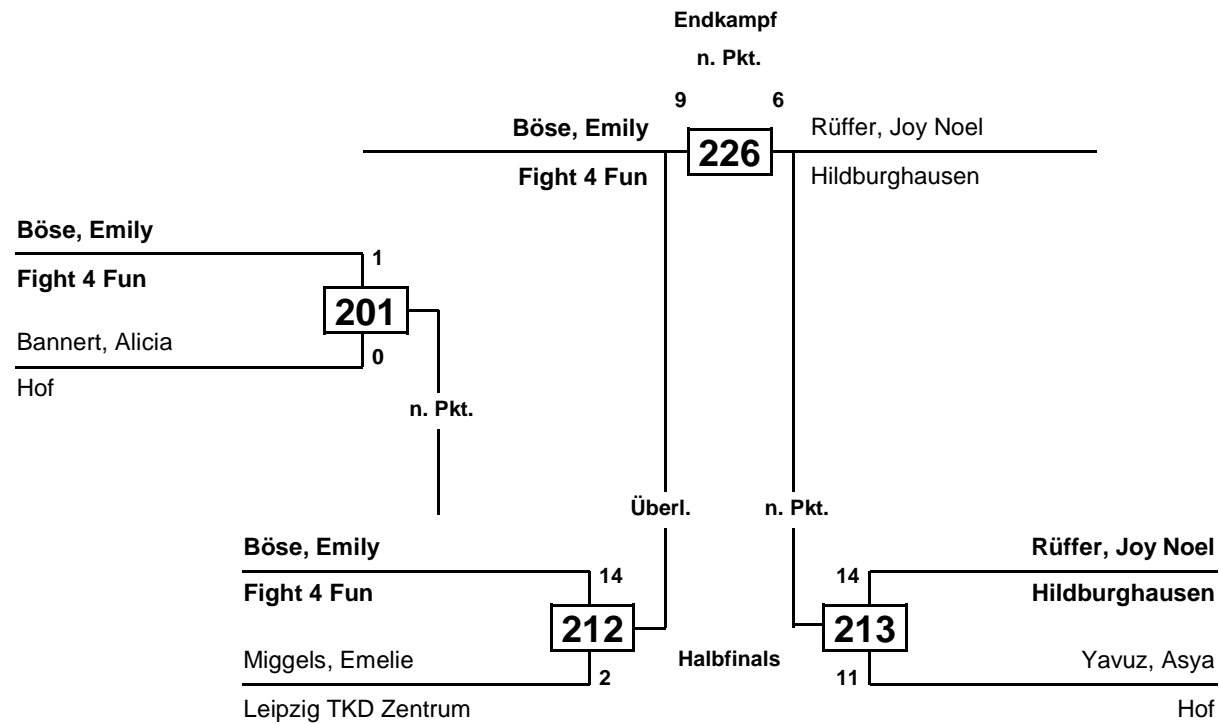 Endkampf
n. Pkt.
9 6
Böse, Emily 226 Rüffer, Joy Noel
Fight 4 Fun Hildburghausen
Böse, Emily
1
Fight 4 Fun
201
Bannert, Alicia
0
Hof
n. Pkt.
Überl. n. Pkt.
Böse, Emily Rüffer, Joy Noel
14 14
Fight 4 Fun Hildburghausen
212 213
Miggels, Emelie Halbfinals Yavuz, Asya
2 11
Leipzig TKD Zentrum Hof